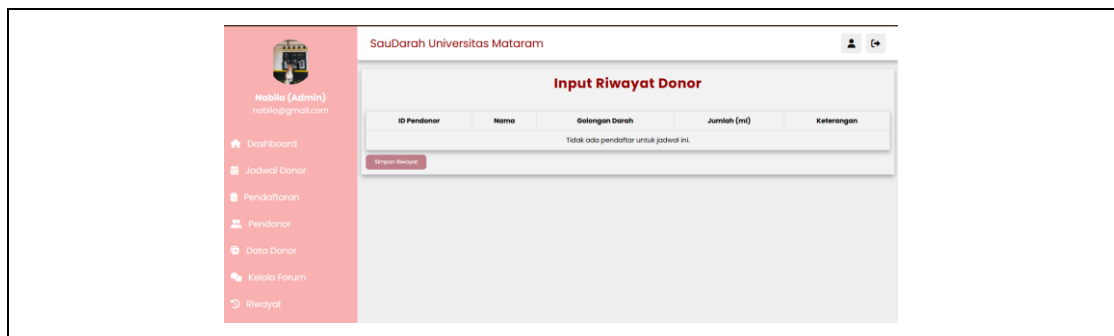 SauDarah Universitas Mataram
Nabila (Admin)
nabila@gmail.com
Dashboard
Jadwal Donor
Pendaftaran
Pendonor
Data Donor
Kelola Forum
Riwayat
Input Riwayat Donor
ID Pendonor Nama Golongan Darah Jumlah (ml) Keterangan
Tidak ada pendaftar untuk jadwal ini.
Simpan Riwayat